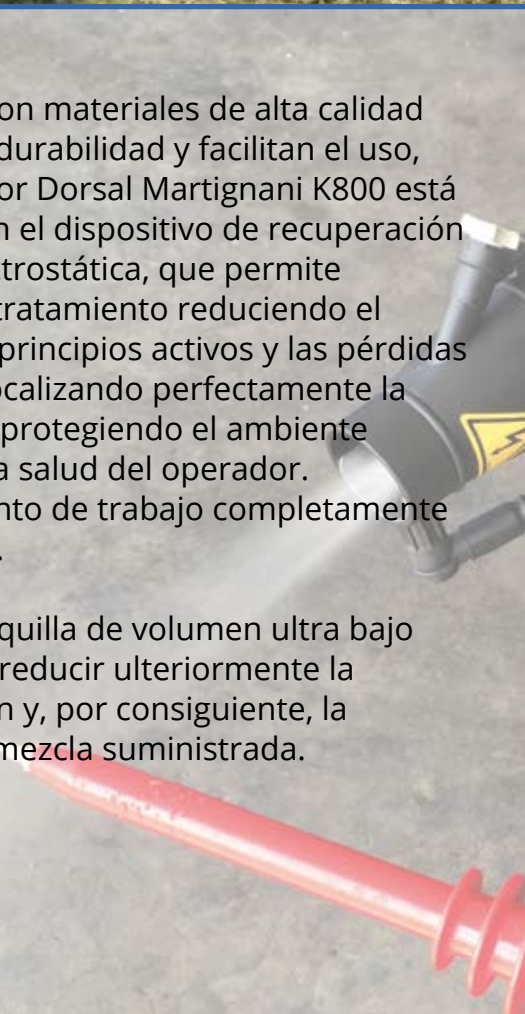 on materiales de alta calidad
durabilidad y facilitan el uso,
or Dorsal Martignani K800 está
n el dispositivo de recuperación
trostática, que permite
tratamiento reduciendo el
principios activos y las pérdidas
ocalizando perfectamente la
protegiendo el ambiente
a salud del operador.
nto de trabajo completamente
.
quilla de volumen ultra bajo
reducir ulteriormente la
n y, por consiguiente, la
mezcla suministrada.